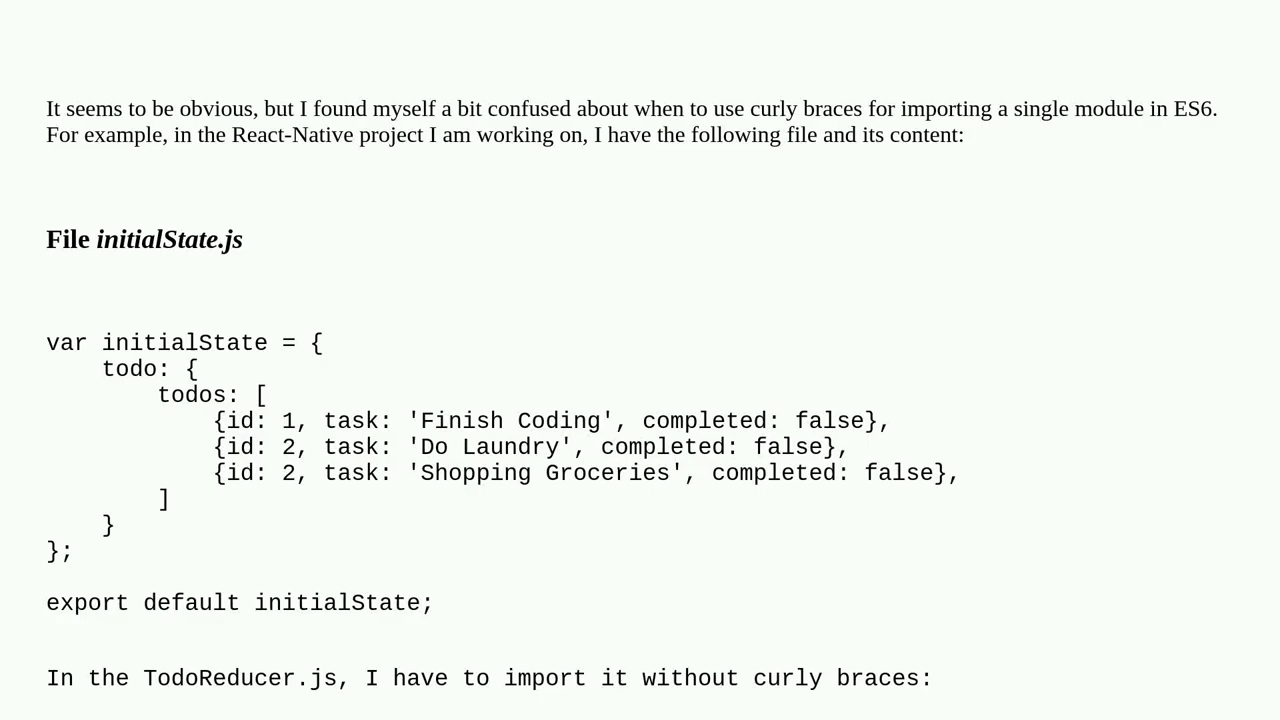 It seems to be obvious, but I found myself a bit confused about when to use curly braces for importing a single module in ES6.
For example, in the React-Native project I am working on, I have the following file and its content:
File initialState.js
var initialState = {
    todo: {
        todos: [
            {id: 1, task: 'Finish Coding', completed: false},
            {id: 2, task: 'Do Laundry', completed: false},
            {id: 2, task: 'Shopping Groceries', completed: false},
        ]
    }
};
export default initialState;
In the TodoReducer.js, I have to import it without curly braces: